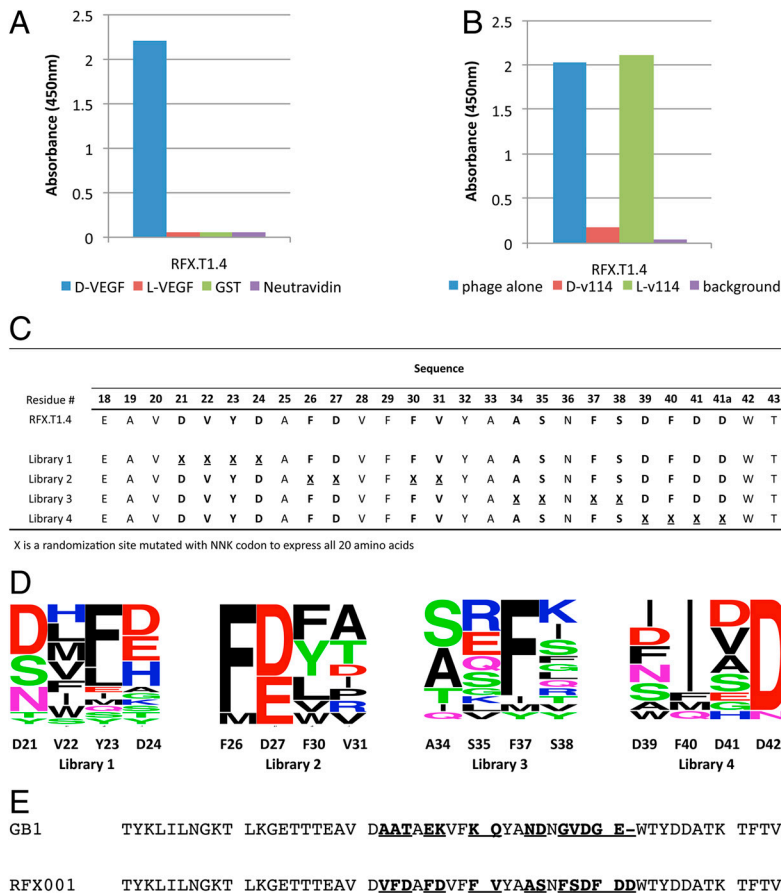 A
B
2.5
2
1.5
1
0.5
0
Absorbance (450nm)
RFX.T1.4
D-VEGF L-VEGF GST Neutravidin
2.5
2
1.5
1
0.5
0
Absorbance (450nm)
RFX.T1.4
phage alone D-v114 L-v114 background
C
Sequence
Residue # 18 19 20 21 22 23 24 25 26 27 28 29 30 31 32 33 34 35 36 37 38 39 40 41 41a 42 43
RFX.T1.4 E A V D V Y D A F D V F F V Y A A S N F S D F D D W T
Library 1 E A V X X X X A F D V F F V Y A A S N F S D F D D W T
Library 2 E A V D V Y D A X X V F X X Y A A S N F S D F D D W T
Library 3 E A V D V Y D A F D V F F V Y A X X N X X D F D D W T
Library 4 E A V D V Y D A F D V F F V Y A A S N F S X X X X W T
X is a randomization site mutated with NNK codon to express all 20 amino acids
D
D21 V22 Y23 D24
Library 1
F26 D27 F30 V31
Library 2
A34 S35 F37 S38
Library 3
D39 F40 D41 D42
Library 4
E
GB1 TYKLILNGKT LKGETTTEAV DAATAEKVFK QYANDNGVDG E-WTYDDATK TFTV
RFX001 TYKLILNGKT LKGETTTEAV DVFDAFDVFF VYAASNFSDF DDWTYDDATK TFTV